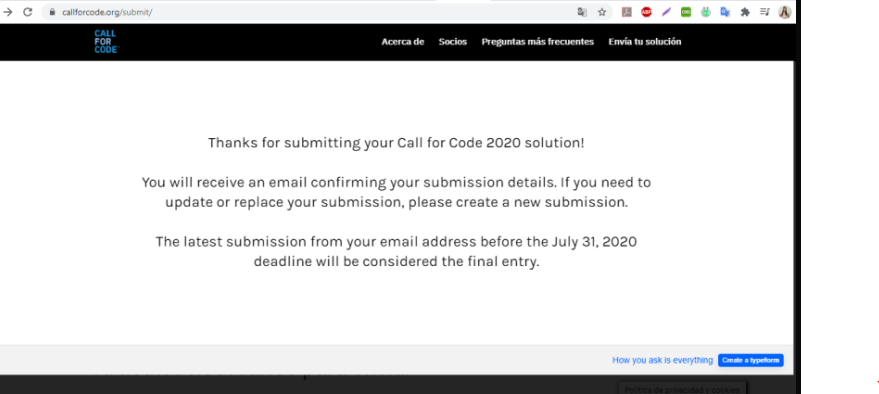 callforcode.org/submit/
CALL
FOR
CODE
Acerca de Socios Preguntas más frecuentes Envía tu solución
Thanks for submitting your Call for Code 2020 solution!
You will receive an email confirming your submission details. If you need to
update or replace your submission, please create a new submission.
The latest submission from your email address before the July 31, 2020
deadline will be considered the final entry.
How you ask is everything Create a typeform
Política de privacidad y cookies